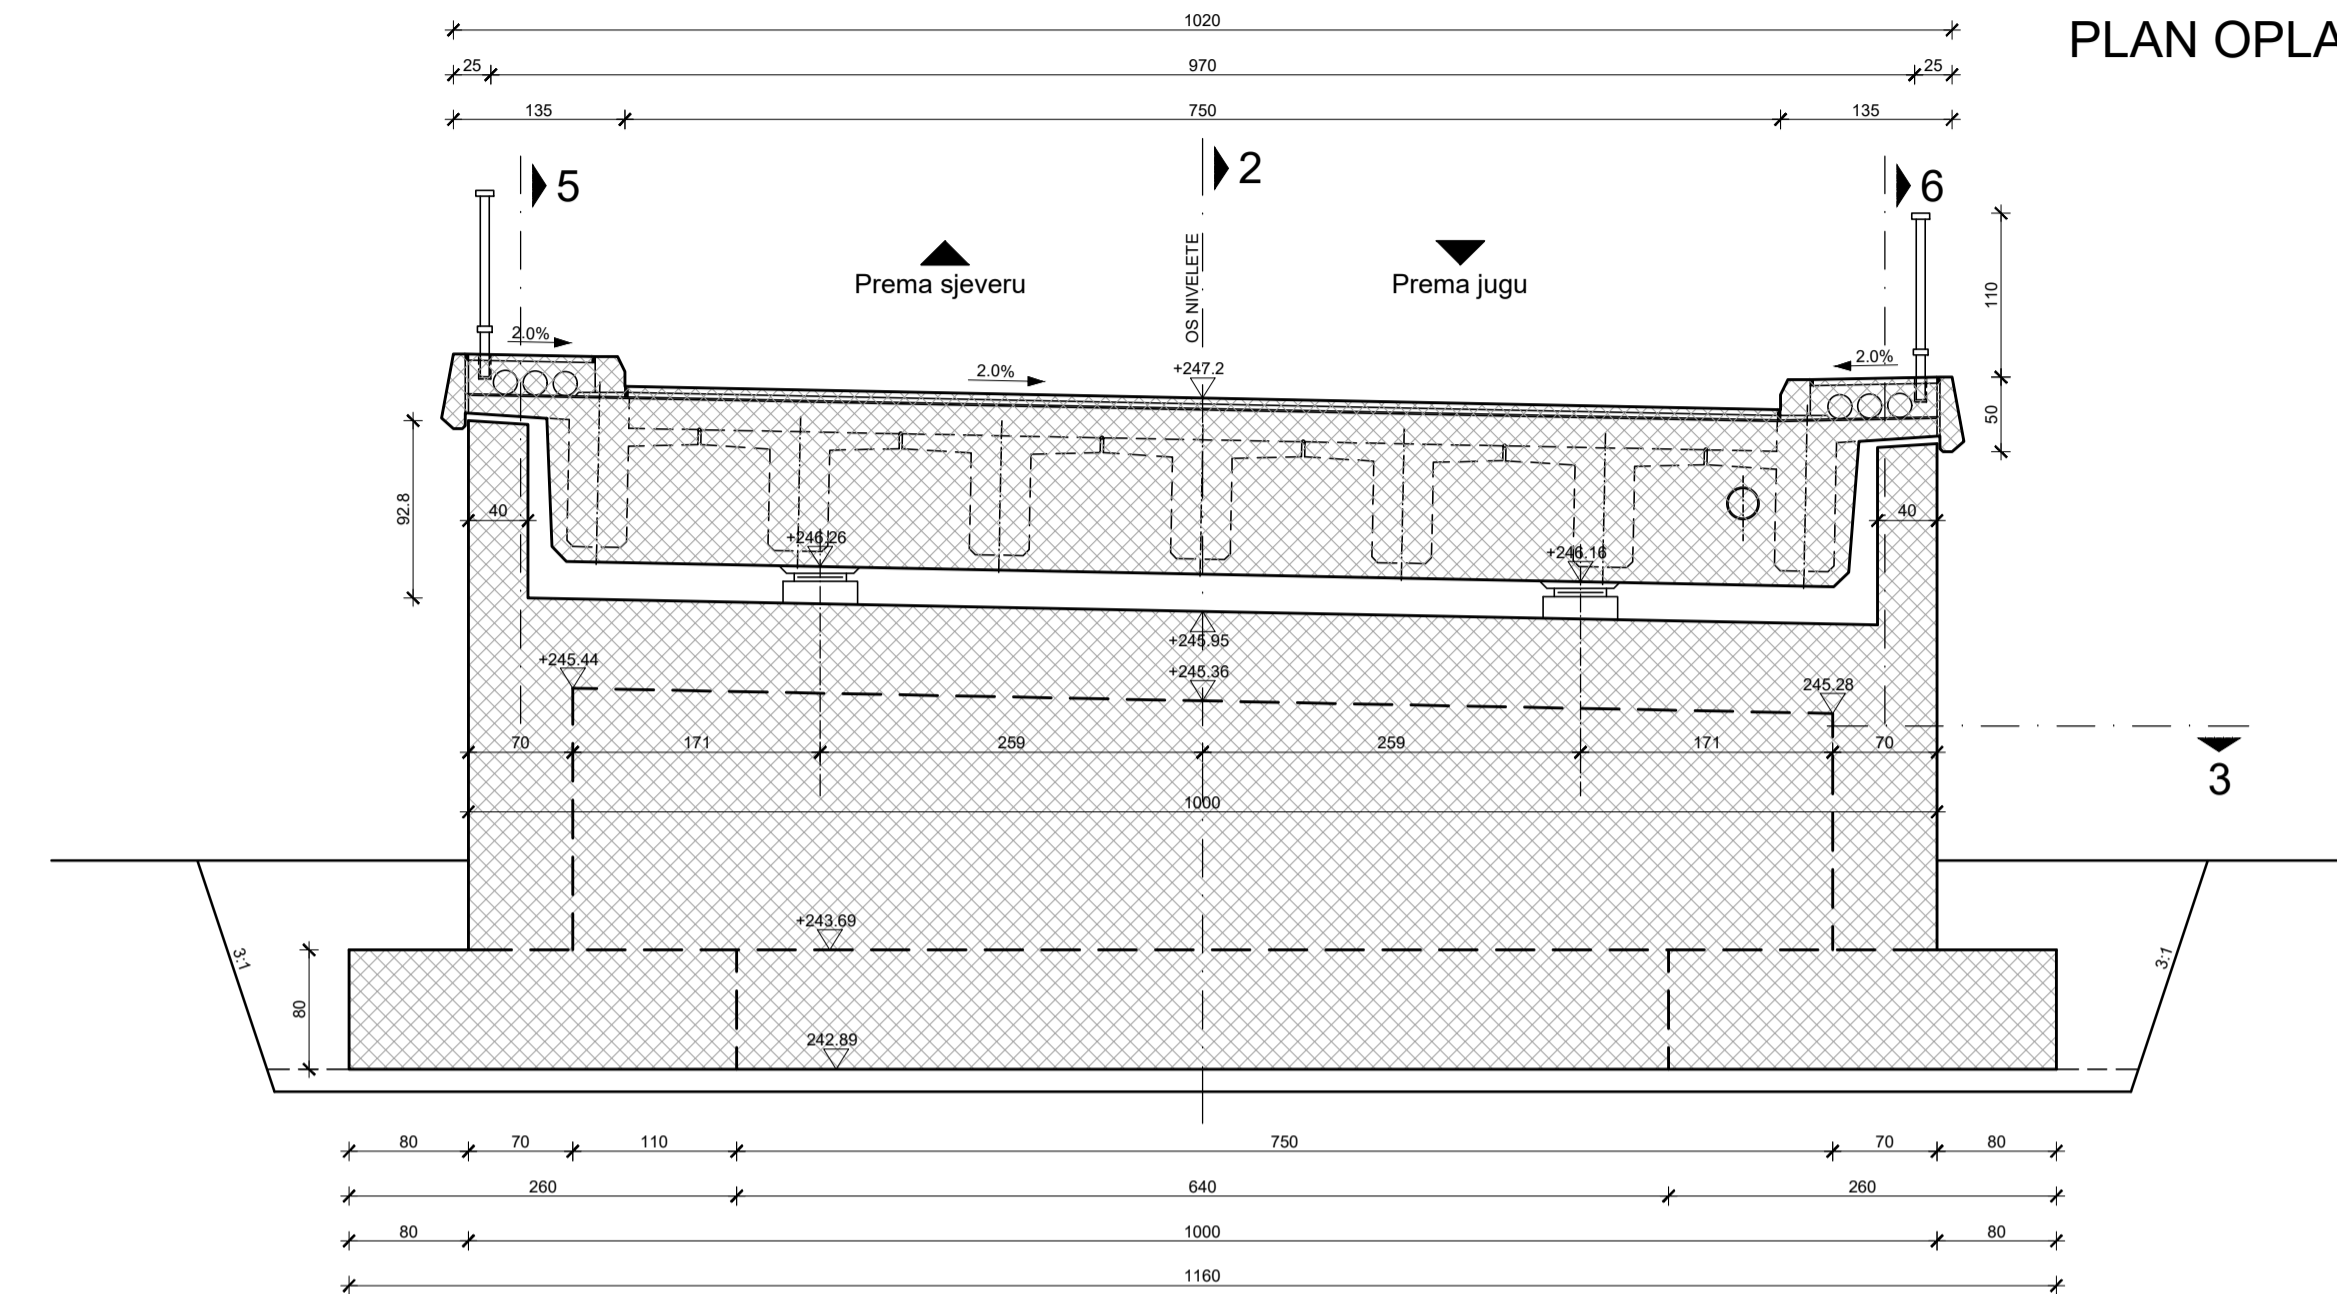 1020
PLAN OPLA
25 970 25
135 750 135
5 2 6
OS NIVELETE
Prema sjeveru Prema jugu
110
2.0% 2.0% +247.2 2.0%
50
92.8
40 +246.26 +246.16 40
+245.95
+245.44 +245.36 245.28
70 171 259 259 171 70
3
1000
+243.69
3:1 3:1
80
242.89
80 70 110 750 70 80
260 640 260
80 1000 80
1160